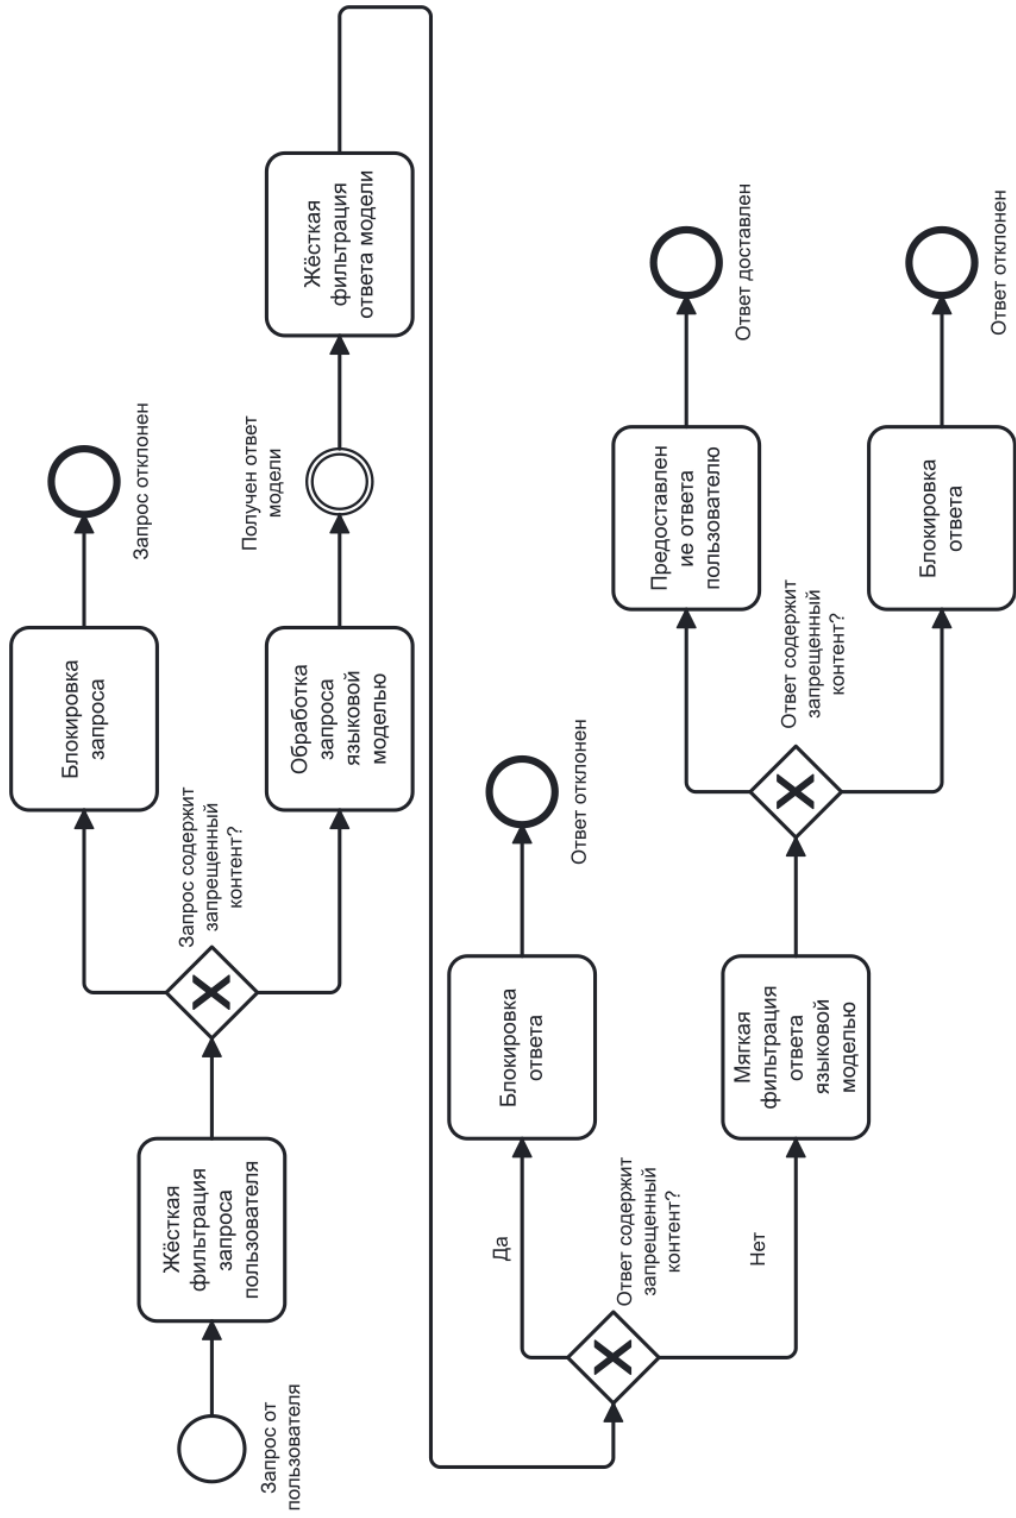 Запрос от
пользователя
Жёсткая
фильтрация
запроса
пользователя
Запрос содержит
запрещенный
контент?
Блокировка
запроса
Запрос отклонен
Обработка
запроса
языковой
моделью
Получен ответ
модели
Жёсткая
фильтрация
ответа модели
Ответ содержит
запрещенный
контент?
Да
Блокировка
ответа
Ответ отклонен
Нет
Мягкая
фильтрация
ответа
языковой
моделью
Ответ содержит
запрещенный
контент?
Предоставлен
ие ответа
пользователю
Ответ доставлен
Блокировка
ответа
Ответ отклонен